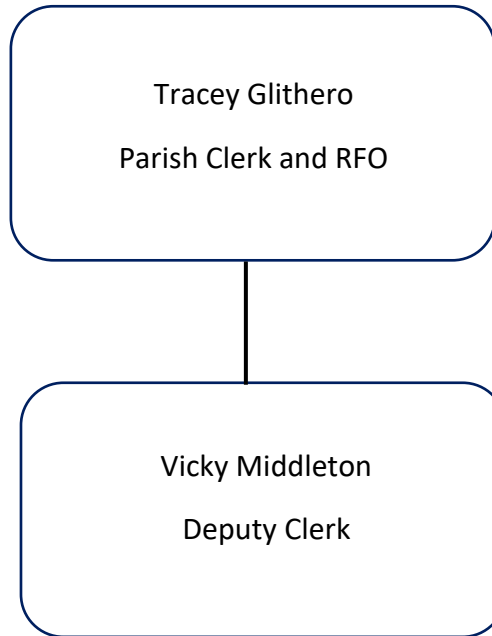 Tracey Glithero
Parish Clerk and RFO
Vicky Middleton
Deputy Clerk